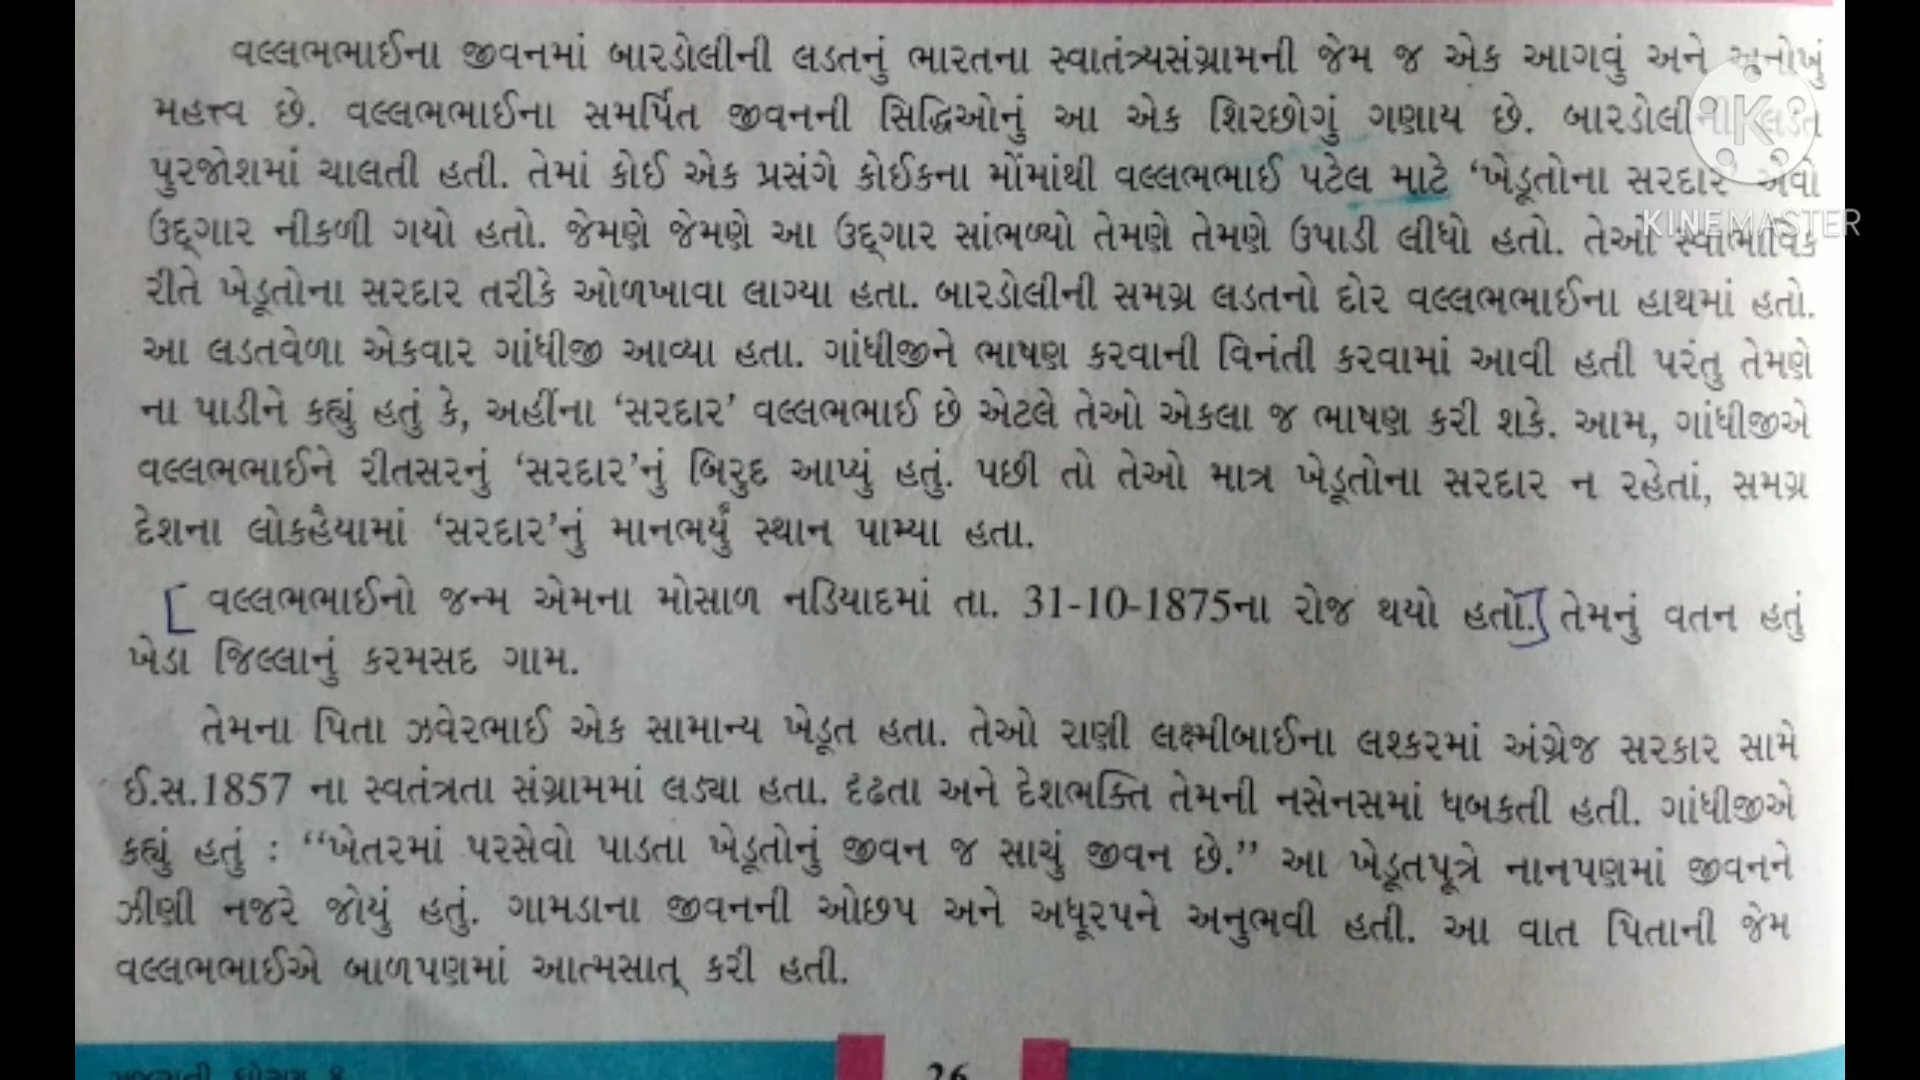 વલ્લભભાઈના જીવનમાં બારડોલીની લડતનું ભારતના સ્વાતંત્ર્યસંગ્રામની જેમ જ એક આગવું અને અનોખું
મહત્ત્વ છે. વલ્લભભાઈના સમર્પિત જીવનની સિદ્ધિઓનું આ એક શિરછોગું ગણાય છે. બારડોલીની લડત
પુરજોશમાં ચાલતી હતી. તેમાં કોઈ એક પ્રસંગે કોઈકના મોંમાંથી વલ્લભભાઈ પટેલ માટે ‘ખેડૂતોના સરદાર’ એવો
ઉદ્ગાર નીકળી ગયો હતો. જેમણે જેમણે આ ઉદ્ગાર સાંભળ્યો તેમણે તેમણે ઉપાડી લીધો હતો. તેઓ સ્વાભાવિક
રીતે ખેડૂતોના સરદાર તરીકે ઓળખાવા લાગ્યા હતા. બારડોલીની સમગ્ર લડતનો દોર વલ્લભભાઈના હાથમાં હતો.
આ લડતવેળા એકવાર ગાંધીજી આવ્યા હતા. ગાંધીજીને ભાષણ કરવાની વિનંતી કરવામાં આવી હતી પરંતુ તેમણે
ના પાડીને કહ્યું હતું કે, અહીંના ‘સરદાર’ વલ્લભભાઈ છે એટલે તેઓ એકલા જ ભાષણ કરી શકે. આમ, ગાંધીજીએ
વલ્લભભાઈને રીતસરનું ‘સરદાર’નું બિરુદ આપ્યું હતું. પછી તો તેઓ માત્ર ખેડૂતોના સરદાર ન રહેતાં, સમગ્ર
દેશના લોકહૈયામાં ‘સરદાર’નું માનભર્યું સ્થાન પામ્યા હતા.
[વલ્લભભાઈનો જન્મ એમના મોસાળ નડિયાદમાં તા. 31-10-1875ના રોજ થયો હતો.] તેમનું વતન હતું
ખેડા જિલ્લાનું કરમસદ ગામ.
તેમના પિતા ઝવેરભાઈ એક સામાન્ય ખેડૂત હતા. તેઓ રાણી લક્ષ્મીબાઈના લશ્કરમાં અંગ્રેજ સરકાર સામે
ઈ.સ.1857 ના સ્વતંત્રતા સંગ્રામમાં લડ્યા હતા. દૃઢતા અને દેશભક્તિ તેમની નસેનસમાં ધબકતી હતી. ગાંધીજીએ
કહ્યું હતું : “ખેતરમાં પરસેવો પાડતા ખેડૂતોનું જીવન જ સાચું જીવન છે.” આ ખેડૂતપૂત્રે નાનપણમાં જીવનને
ઝીણી નજરે જોયું હતું. ગામડાના જીવનની ઓછપ અને અધૂરપને અનુભવી હતી. આ વાત પિતાની જેમ
વલ્લભભાઈએ બાળપણમાં આત્મસાત્ કરી હતી.
26
K
KINEMASTER